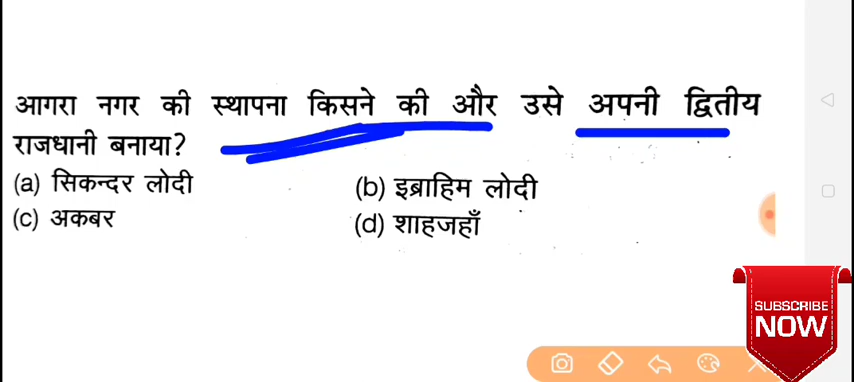 आगरा नगर की स्थापना किसने की और उसे अपनी द्वितीय
राजधानी बनाया?
(a) सिकन्दर लोदी (b) इब्राहिम लोदी
(c) अकबर (d) शाहजहाँ
SUBSCRIBE
NOW